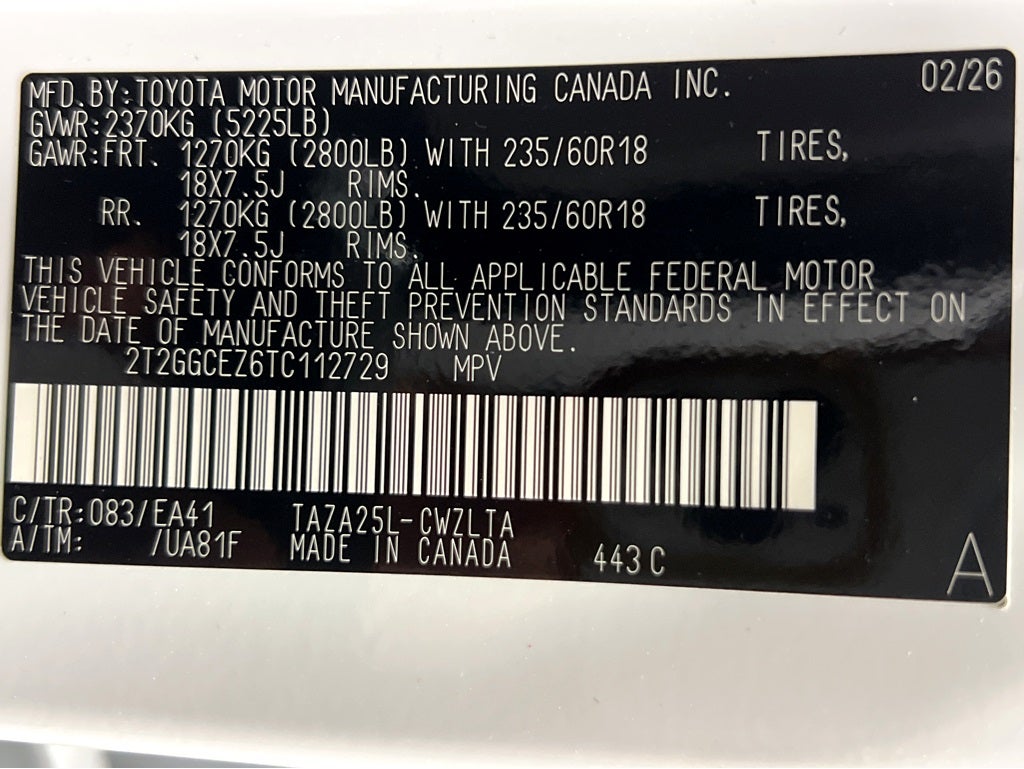 MFD.BY:TOYOTA MOTOR MANUFACTURING CANADA INC. 02/26
GVWR:2370KG (5225LB)
GAWR:FRT. 1270KG (2800LB) WITH 235/60R18 TIRES,
18X7.5J RIMS.
RR. 1270KG (2800LB) WITH 235/60R18 TIRES,
18X7.5J RIMS.
THIS VEHICLE CONFORMS TO ALL APPLICABLE FEDERAL MOTOR
VEHICLE SAFETY AND THEFT PREVENTION STANDARDS IN EFFECT ON
THE DATE OF MANUFACTURE SHOWN ABOVE.
2T2GGCEZ6TC112729 MPV
C/TR:083/EA41 TAZA25L-CWZLTA
A/TM: /UA81F MADE IN CANADA 443C A